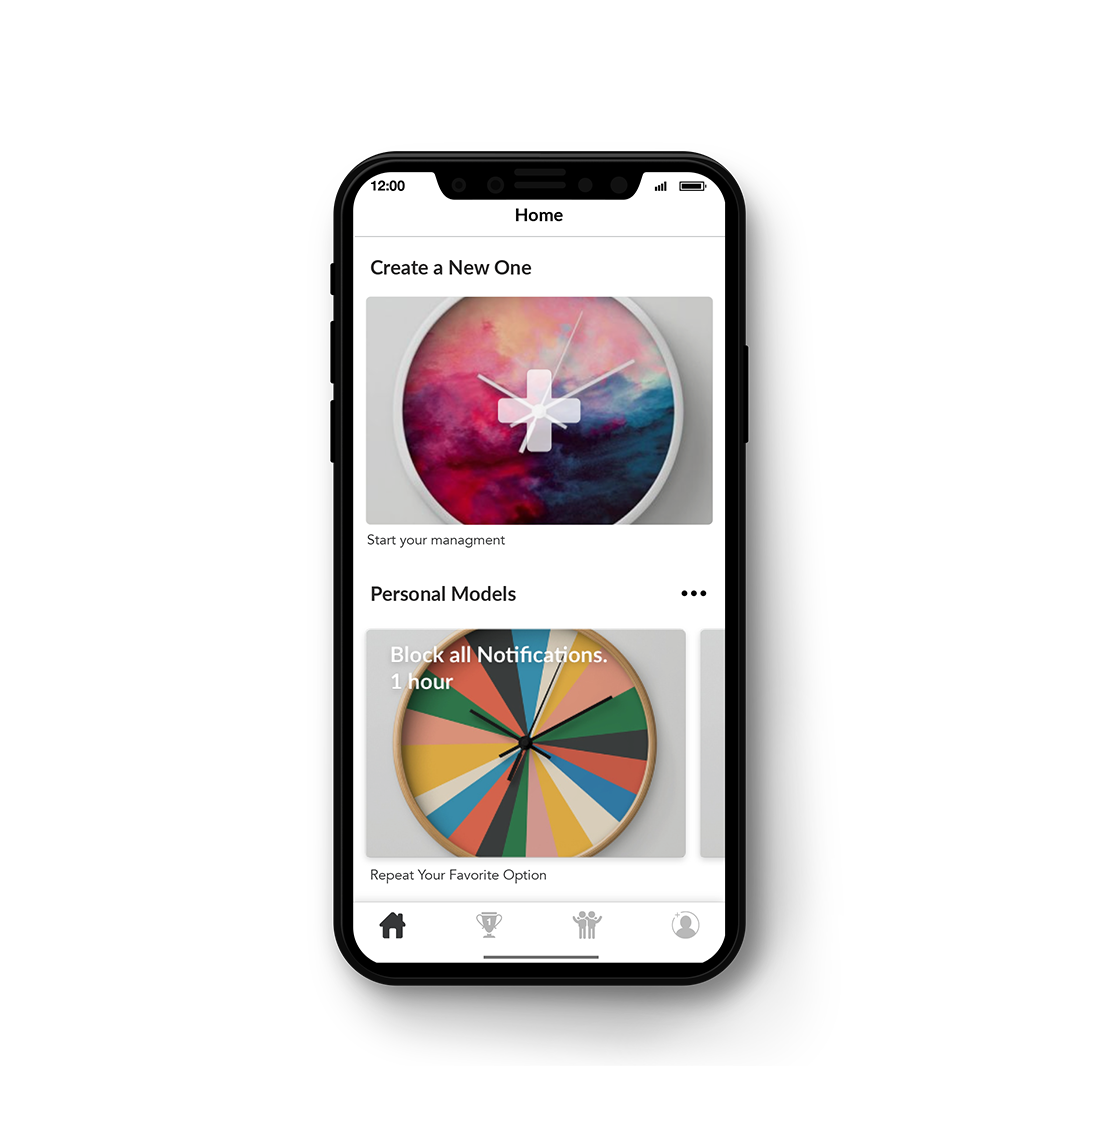 12:00
Home
Create a New One
Start your managment
Personal Models
Block all Notifications.
1 hour
Repeat Your Favorite Option
1